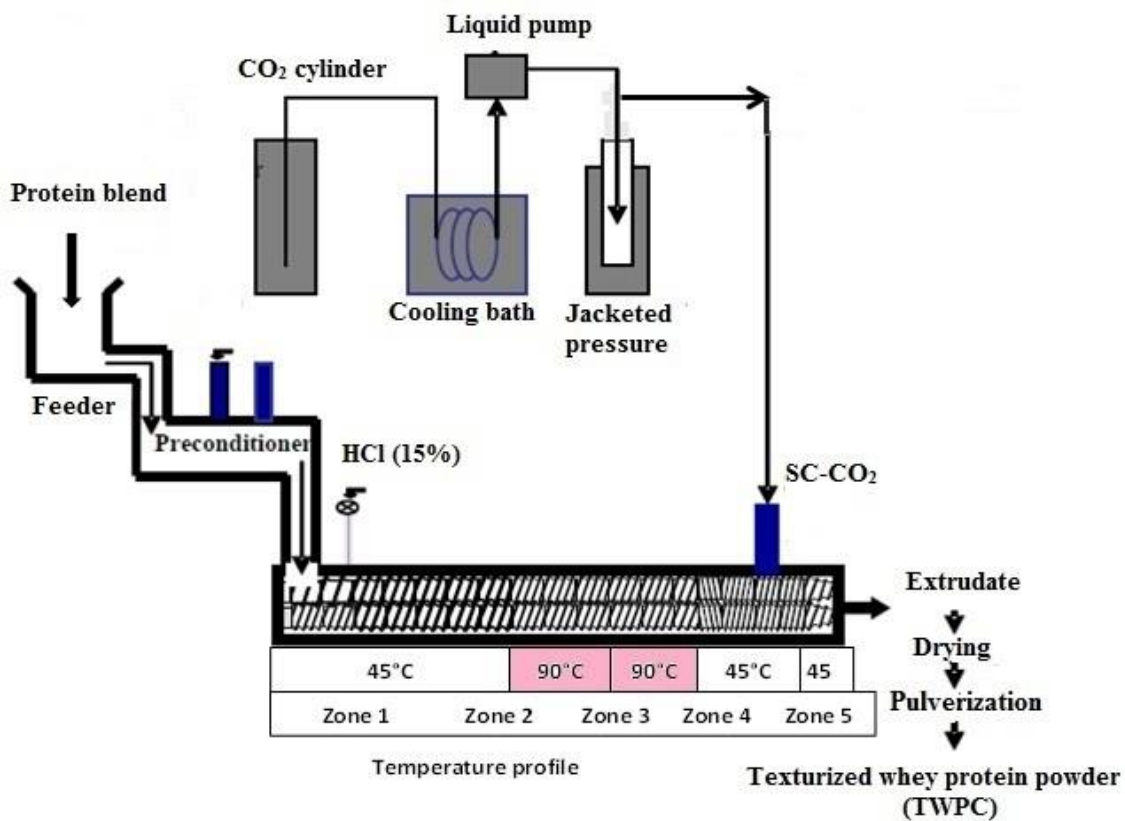 Liquid pump
CO₂ cylinder
Protein blend
Cooling bath
Jacketed
pressure
Feeder
Preconditioner
HCl (15%)
SC-CO₂
Extrudate
Drying
Pulverization
Texturized whey protein powder
(TWPC)
45°C 90°C 90°C 45°C 45
Zone 1 Zone 2 Zone 3 Zone 4 Zone 5
Temperature profile